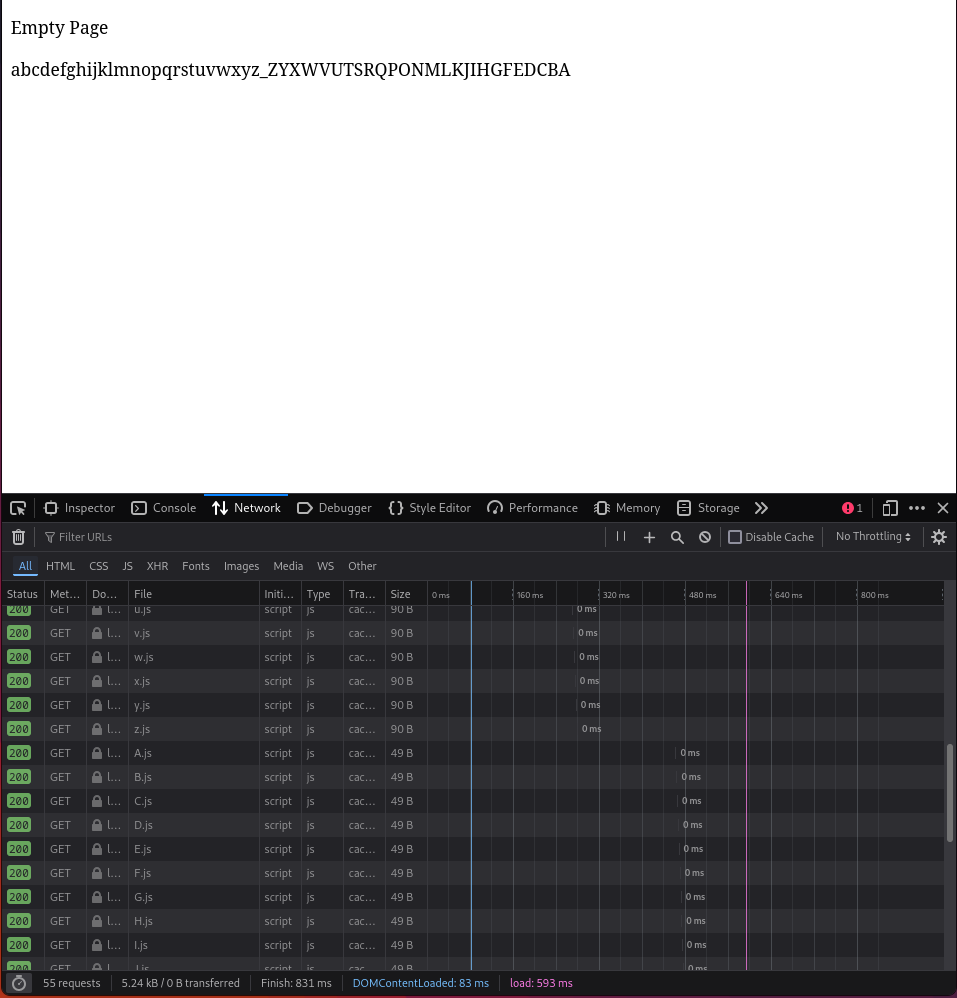 Empty Page
abcdefghijklmnopqrstuvwxyz_ZYXWVUTSRQPONMLKJIHGFEDCBA
Inspector Console Network Debugger Style Editor Performance Memory Storage 1
Filter URLs Disable Cache No Throttling
All HTML CSS JS XHR Fonts Images Media WS Other
Status Met… Do… File Initi… Type Tra… Size 0 ms 160 ms 320 ms 480 ms 640 ms 800 ms
200 GET l… u.js script js cac… 90 B 0 ms
200 GET l… v.js script js cac… 90 B 0 ms
200 GET l… w.js script js cac… 90 B 0 ms
200 GET l… x.js script js cac… 90 B 0 ms
200 GET l… y.js script js cac… 90 B 0 ms
200 GET l… z.js script js cac… 90 B 0 ms
200 GET l… A.js script js cac… 49 B 0 ms
200 GET l… B.js script js cac… 49 B 0 ms
200 GET l… C.js script js cac… 49 B 0 ms
200 GET l… D.js script js cac… 49 B 0 ms
200 GET l… E.js script js cac… 49 B 0 ms
200 GET l… F.js script js cac… 49 B 0 ms
200 GET l… G.js script js cac… 49 B 0 ms
200 GET l… H.js script js cac… 49 B 0 ms
200 GET l… I.js script js cac… 49 B 0 ms
200 GET l… J.js script js cac… 49 B 0 ms
55 requests 5.24 kB / 0 B transferred Finish: 831 ms DOMContentLoaded: 83 ms load: 593 ms